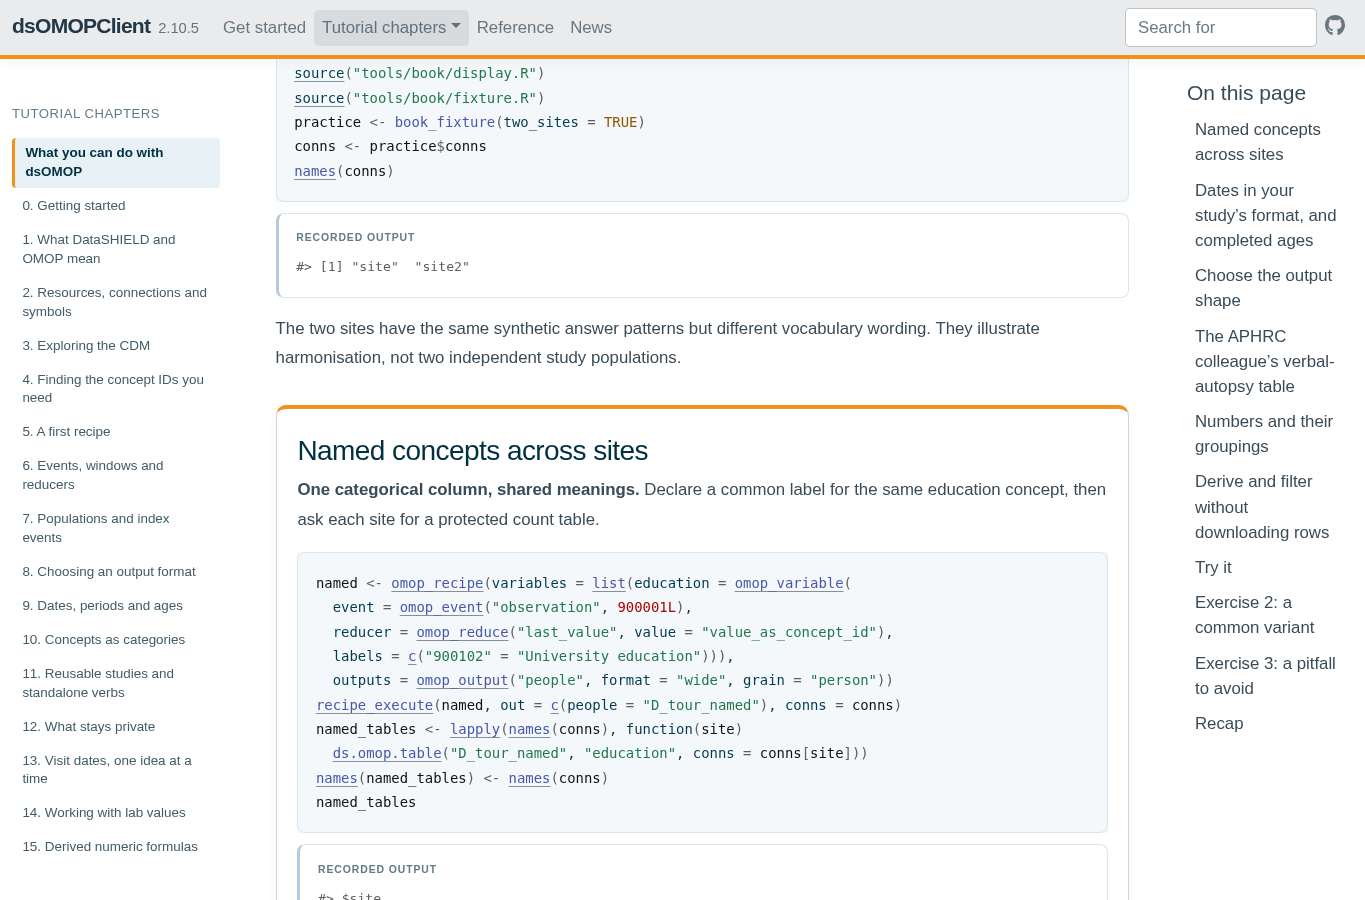 dsOMOPClient 2.10.5 Get started Tutorial chapters Reference News Search for
TUTORIAL CHAPTERS
What you can do with
dsOMOP
0. Getting started
1. What DataSHIELD and
OMOP mean
2. Resources, connections and
symbols
3. Exploring the CDM
4. Finding the concept IDs you
need
5. A first recipe
6. Events, windows and
reducers
7. Populations and index
events
8. Choosing an output format
9. Dates, periods and ages
10. Concepts as categories
11. Reusable studies and
standalone verbs
12. What stays private
13. Visit dates, one idea at a
time
14. Working with lab values
15. Derived numeric formulas
source("tools/book/display.R")
source("tools/book/fixture.R")
practice <- book_fixture(two_sites = TRUE)
conns <- practice$conns
names(conns)
RECORDED OUTPUT
#> [1] "site"  "site2"
The two sites have the same synthetic answer patterns but different vocabulary wording. They illustrate
harmonisation, not two independent study populations.
Named concepts across sites
One categorical column, shared meanings. Declare a common label for the same education concept, then
ask each site for a protected count table.
named <- omop_recipe(variables = list(education = omop_variable(
  event = omop_event("observation", 900001L),
  reducer = omop_reduce("last_value", value = "value_as_concept_id"),
  labels = c("900102" = "University education"))),
  outputs = omop_output("people", format = "wide", grain = "person"))
recipe_execute(named, out = c(people = "D_tour_named"), conns = conns)
named_tables <- lapply(names(conns), function(site)
  ds.omop.table("D_tour_named", "education", conns = conns[site]))
names(named_tables) <- names(conns)
named_tables
RECORDED OUTPUT
#> $site
On this page
Named concepts
across sites
Dates in your
study’s format, and
completed ages
Choose the output
shape
The APHRC
colleague’s verbal-
autopsy table
Numbers and their
groupings
Derive and filter
without
downloading rows
Try it
Exercise 2: a
common variant
Exercise 3: a pitfall
to avoid
Recap